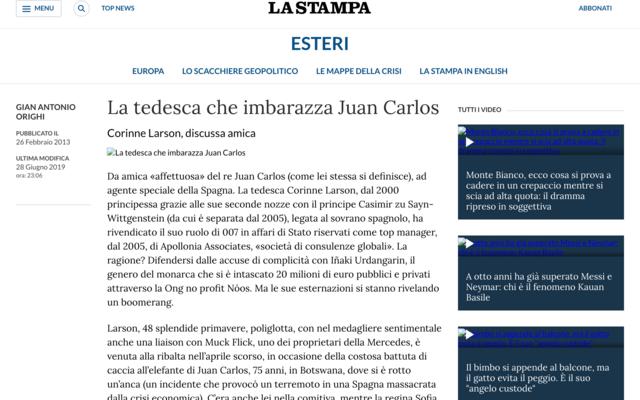 MENU
TOP NEWS
LA STAMPA
ABBONATI
ESTERI
EUROPA
LO SCACCHIERE GEOPOLITICO
LE MAPPE DELLA CRISI
LA STAMPA IN ENGLISH
GIAN ANTONIO
ORIGHI
PUBBLICATO IL
26 Febbraio 2013
ULTIMA MODIFICA
28 Giugno 2019
ora: 23:06
La tedesca che imbarazza Juan Carlos
Corinne Larson, discussa amica
La tedesca che imbarazza Juan Carlos
Da amica «affettuosa» del re Juan Carlos (come lei stessa si definisce), ad
agente speciale della Spagna. La tedesca Corinne Larson, dal 2000
principessa grazie alle sue seconde nozze con il principe Casimir zu Sayn-
Wittgenstein (da cui è separata dal 2005), legata al sovrano spagnolo, ha
rivendicato il suo ruolo di 007 in affari di Stato riservati come top manager,
dal 2005, di Apollonia Associates, «società di consulenze globali». La
ragione? Difendersi dalle accuse di complicità con Iñaki Urdangarin, il
genero del monarca che si è intascato 20 milioni di euro pubblici e privati
attraverso la Ong no profit Nóos. Ma le sue esternazioni si stanno rivelando
un boomerang.
Larson, 48 splendide primavere, poliglotta, con nel medagliere sentimentale
anche una liaison con Muck Flick, uno dei proprietari della Mercedes, è
venuta alla ribalta nell'aprile scorso, in occasione della costosa battuta di
caccia all'elefante di Juan Carlos, 75 anni, in Botswana, dove si è rotto
un'anca (un incidente che provocò un terremoto in una Spagna massacrata
dalla crisi economica). C'era anche lei nella comitiva, mentre la regina Sofia
TUTTI I VIDEO
Monte Bianco, ecco cosa si prova a
cadere in un crepaccio mentre si
scia ad alta quota: il dramma
ripreso in soggettiva
A otto anni ha già superato Messi e
Neymar: chi è il fenomeno Kauan
Basile
Il bimbo si appende al balcone, ma
il gatto evita il peggio. È il suo
"angelo custode"